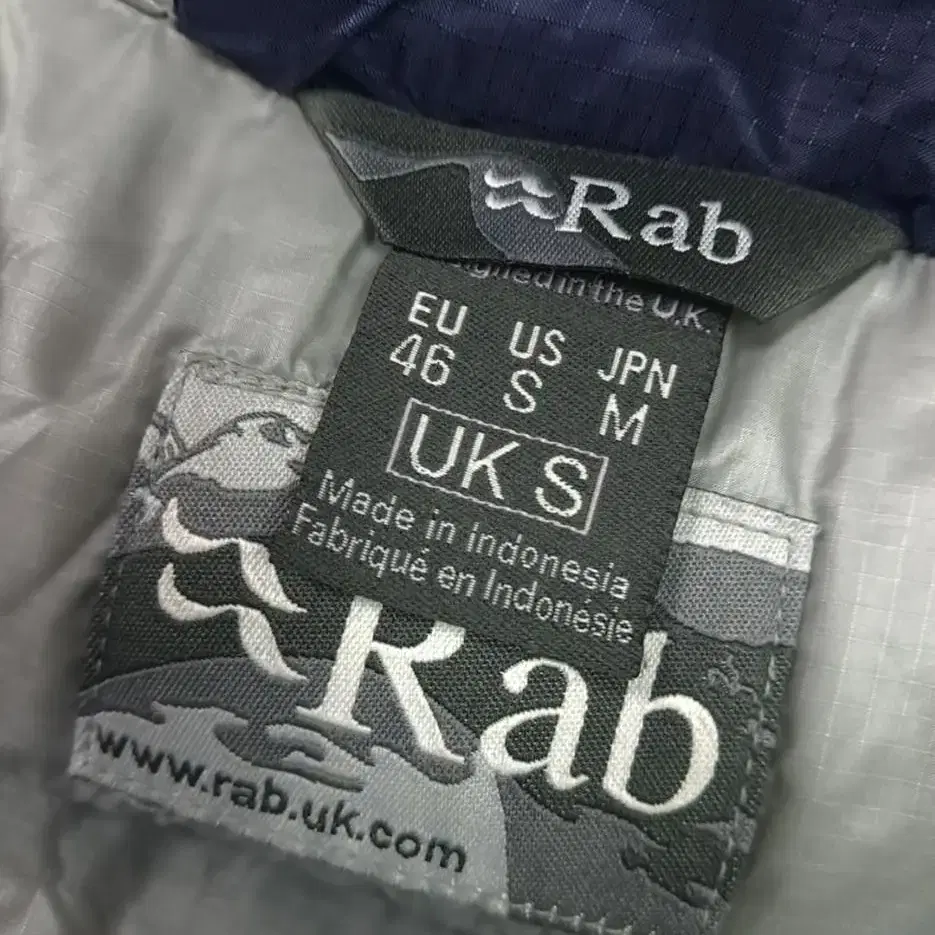 Rab
Designed in the U.K.
EU US JPN
46 S M
UK S
Made in Indonesia
Fabriqué en Indonésie
Rab
www.rab.uk.com